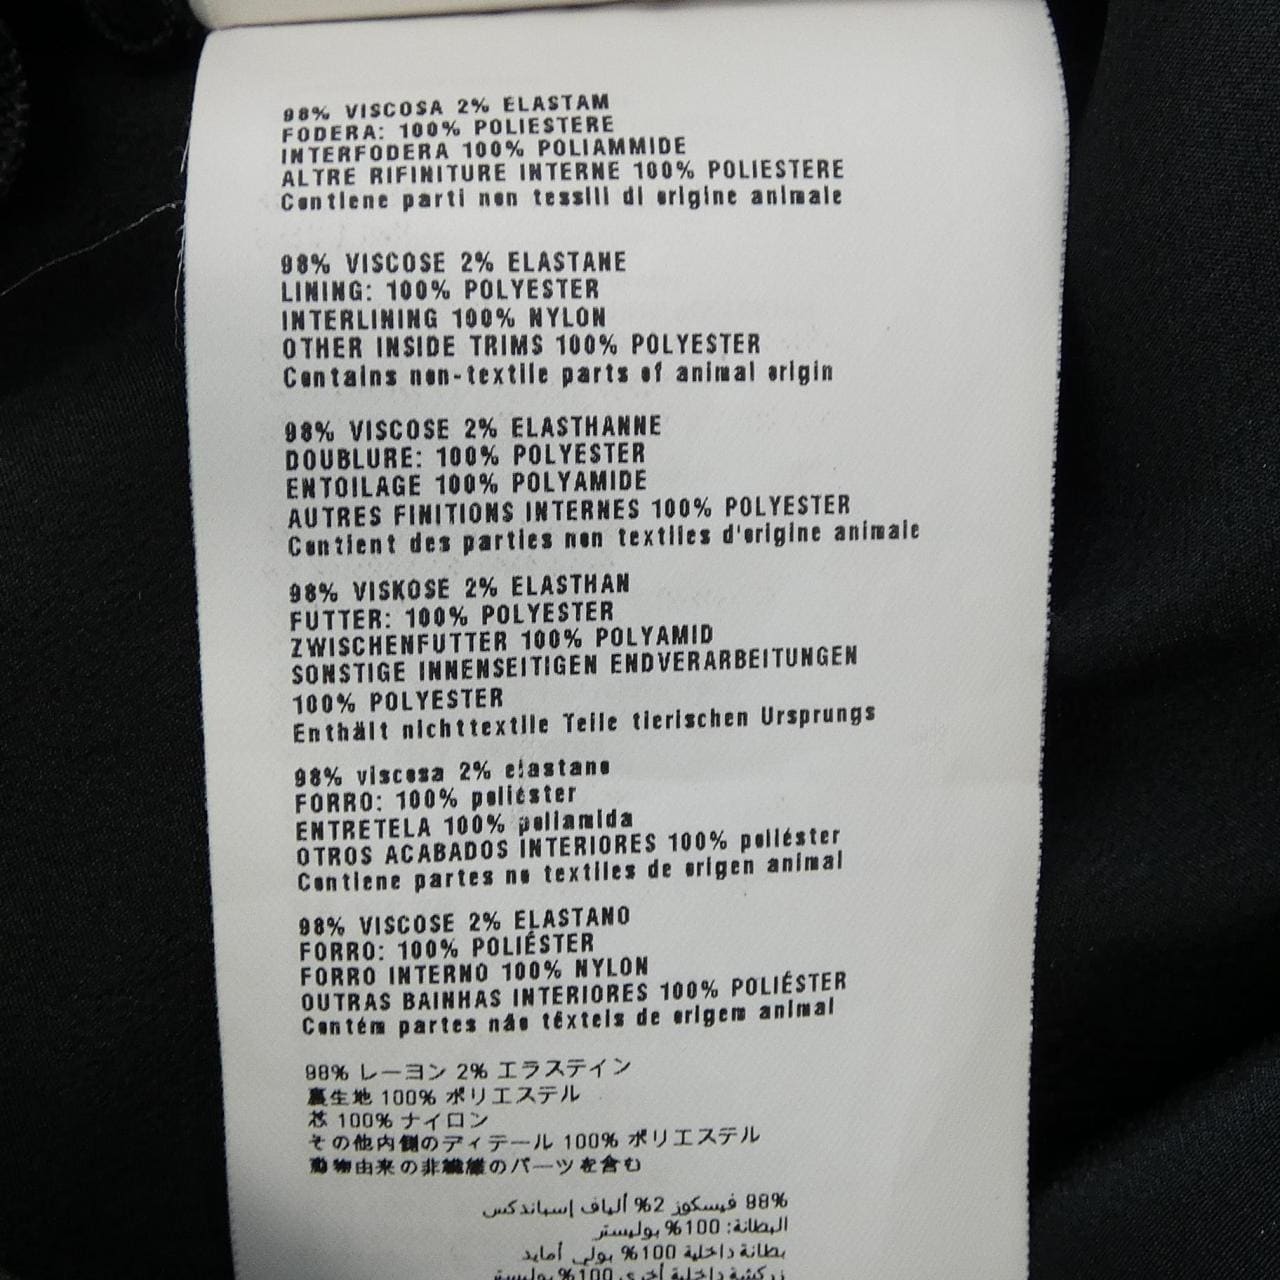 98% VISCOSA 2% ELASTAM
FODERA: 100% POLIESTERE
INTERFODERA 100% POLIAMMIDE
ALTRE RIFINITURE INTERNE 100% POLIESTERE
Contiene parti non tessili di origine animale
98% VISCOSE 2% ELASTANE
LINING: 100% POLYESTER
INTERLINING 100% NYLON
OTHER INSIDE TRIMS 100% POLYESTER
Contains non-textile parts of animal origin
98% VISCOSE 2% ELASTHANNE
DOUBLURE: 100% POLYESTER
ENTOILAGE 100% POLYAMIDE
AUTRES FINITIONS INTERNES 100% POLYESTER
Contient des parties non textiles d'origine animale
98% VISKOSE 2% ELASTHAN
FUTTER: 100% POLYESTER
ZWISCHENFUTTER 100% POLYAMID
SONSTIGE INNENSEITIGEN ENDVERARBEITUNGEN
100% POLYESTER
Enthält nichttextile Teile tierischen Ursprungs
98% viscosa 2% elastano
FORRO: 100% poliéster
ENTRETELA 100% poliamida
OTROS ACABADOS INTERIORES 100% poliéster
Contiene partes no textiles de origen animal
98% VISCOSE 2% ELASTANO
FORRO: 100% POLIÉSTER
FORRO INTERNO 100% NYLON
OUTRAS BAINHAS INTERIORES 100% POLIÉSTER
Contém partes não têxteis de origem animal
98% レーヨン 2% エラステイン
裏生地 100% ポリエステル
芯 100% ナイロン
その他内側のディテール 100% ポリエステル
動物由来の非繊維のパーツを含む
98% فيسكوز 2% ألياف إسباندكس
البطانة: 100% بوليستر
بطانة داخلية 100% بولي أمايد
زركشة داخلية أخرى 100% بوليستر